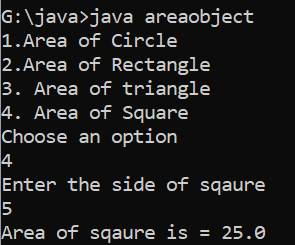 G:\java>java areaobject
1.Area of Circle
2.Area of Rectangle
3. Area of triangle
4. Area of Square
Choose an option
4
Enter the side of sqaure
5
Area of sqaure is = 25.0